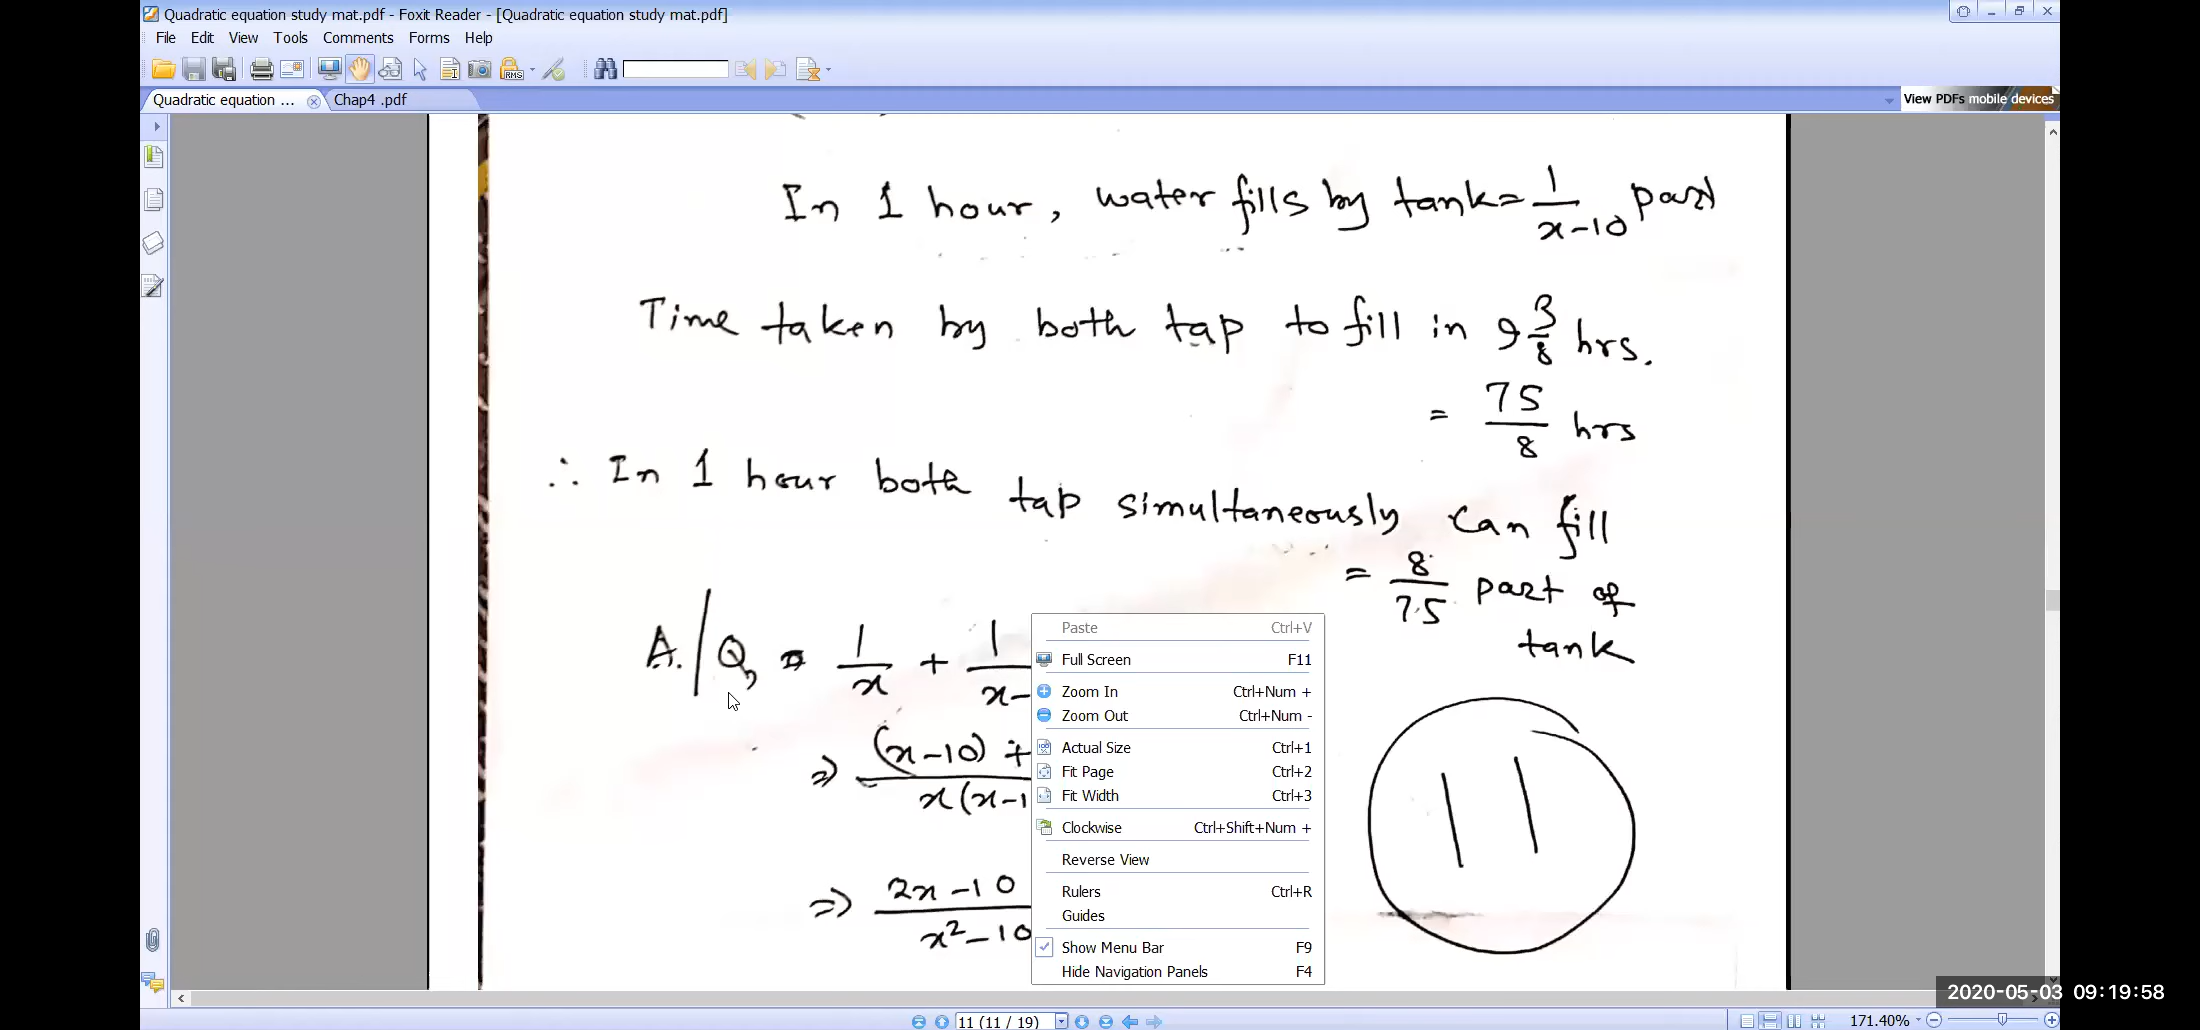 Quadratic equation study mat.pdf - Foxit Reader - [Quadratic equation study mat.pdf]
File Edit View Tools Comments Forms Help
Quadratic equation ... Chap4 .pdf
View PDFs mobile devices
In 1 hour, water fills by tank = 1/(x-10) part
Time taken by both tap to fill in 9 3/8 hrs.
= 75/8 hrs
∴ In 1 hour both tap simultaneously can fill
= 8/75 part of
tank
A./Q, = 1/x + 1/x-
⇒ (x-10) + / x(x-1
⇒ 2x-10 / x²-10
11
Paste Ctrl+V
Full Screen F11
Zoom In Ctrl+Num +
Zoom Out Ctrl+Num -
Actual Size Ctrl+1
Fit Page Ctrl+2
Fit Width Ctrl+3
Clockwise Ctrl+Shift+Num +
Reverse View
Rulers Ctrl+R
Guides
Show Menu Bar F9
Hide Navigation Panels F4
2020-05-03 09:19:58
11 (11 / 19)
171.40%